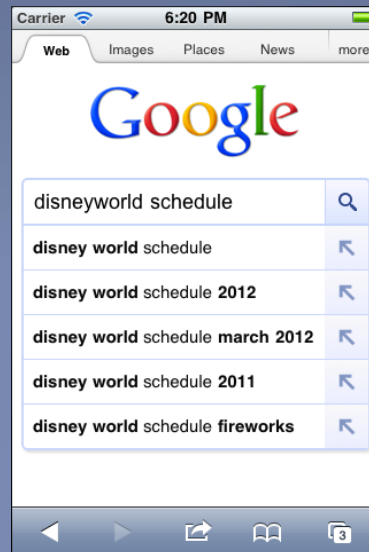 Carrier 6:20 PM
Web Images Places News more
Google
disneyworld schedule
disney world schedule
disney world schedule 2012
disney world schedule march 2012
disney world schedule 2011
disney world schedule fireworks
3